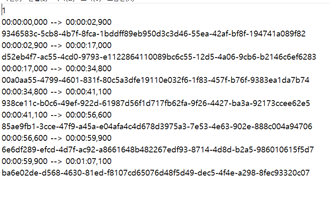 1
00:00:00,000 --> 00:00:02,900
9346583c-5cb8-4b7f-8fca-1bddff89eb950d3c3d46-55ea-42af-bf8f-194741a089f82
00:00:02,900 --> 00:00:17,000
d52eb4f7-ac55-4cd0-9793-e1122864110089bc6c55-12d5-4a06-9cb6-b2146c6ef6283
00:00:17,000 --> 00:00:34,800
00a0aa55-4799-4601-831f-80c5a3dfe19110e032f6-1f83-457f-b76f-9383ea1da7b74
00:00:34,800 --> 00:00:41,100
938ce11c-b0c6-49ef-922d-61987d56f1d717fb62fa-9f26-4427-ba3a-92173ccee62e5
00:00:41,100 --> 00:00:56,600
85ae9fb1-3cce-47f9-a45a-e04afa4c4d678d3975a3-7e53-4e63-902e-888c004a94706
00:00:56,600 --> 00:00:59,900
6e6df289-efcd-4d7f-ac92-a8661648b482267edf93-8714-4d8d-b2a5-986010615f5d7
00:00:59,900 --> 00:01:07,100
ba6e02de-d568-4630-81ed-f8107cd65076d48f5d49-dec5-4f4e-a298-8fec93320c07